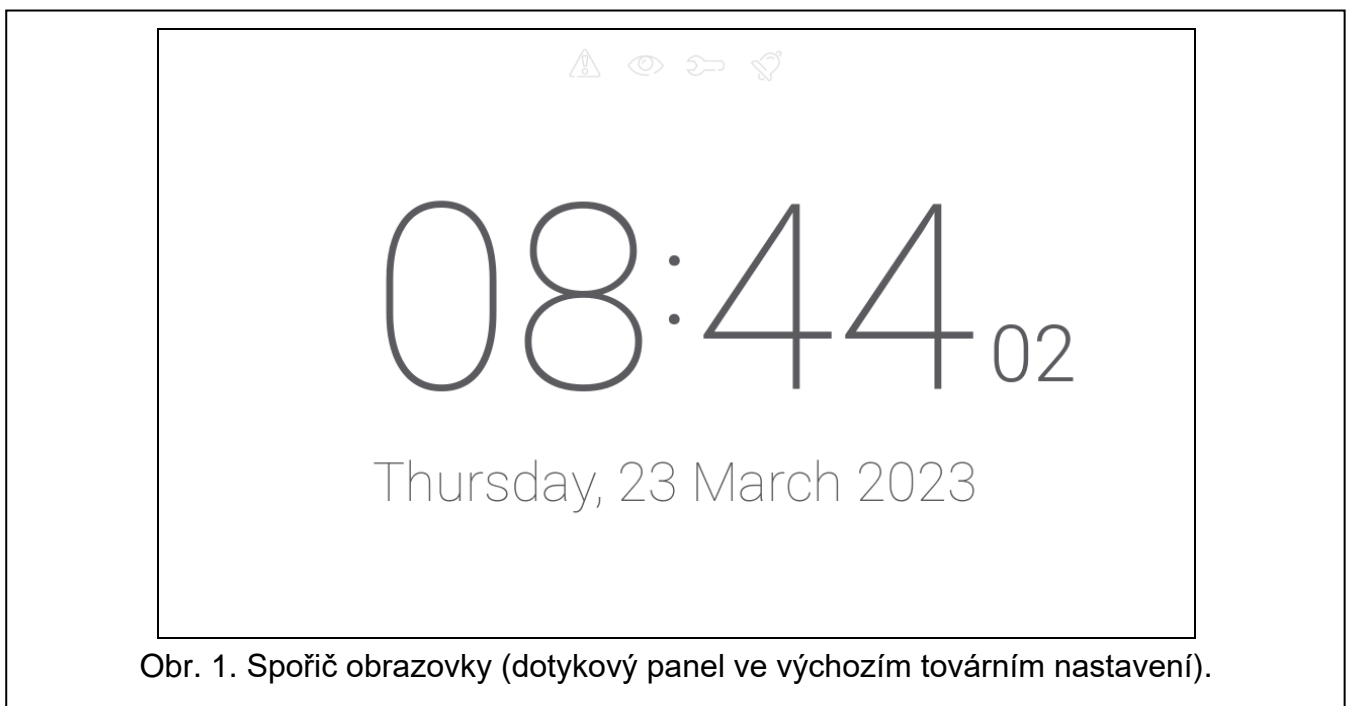 08:44 02
Thursday, 23 March 2023
Obr. 1. Spořič obrazovky (dotykový panel ve výchozím továrním nastavení).